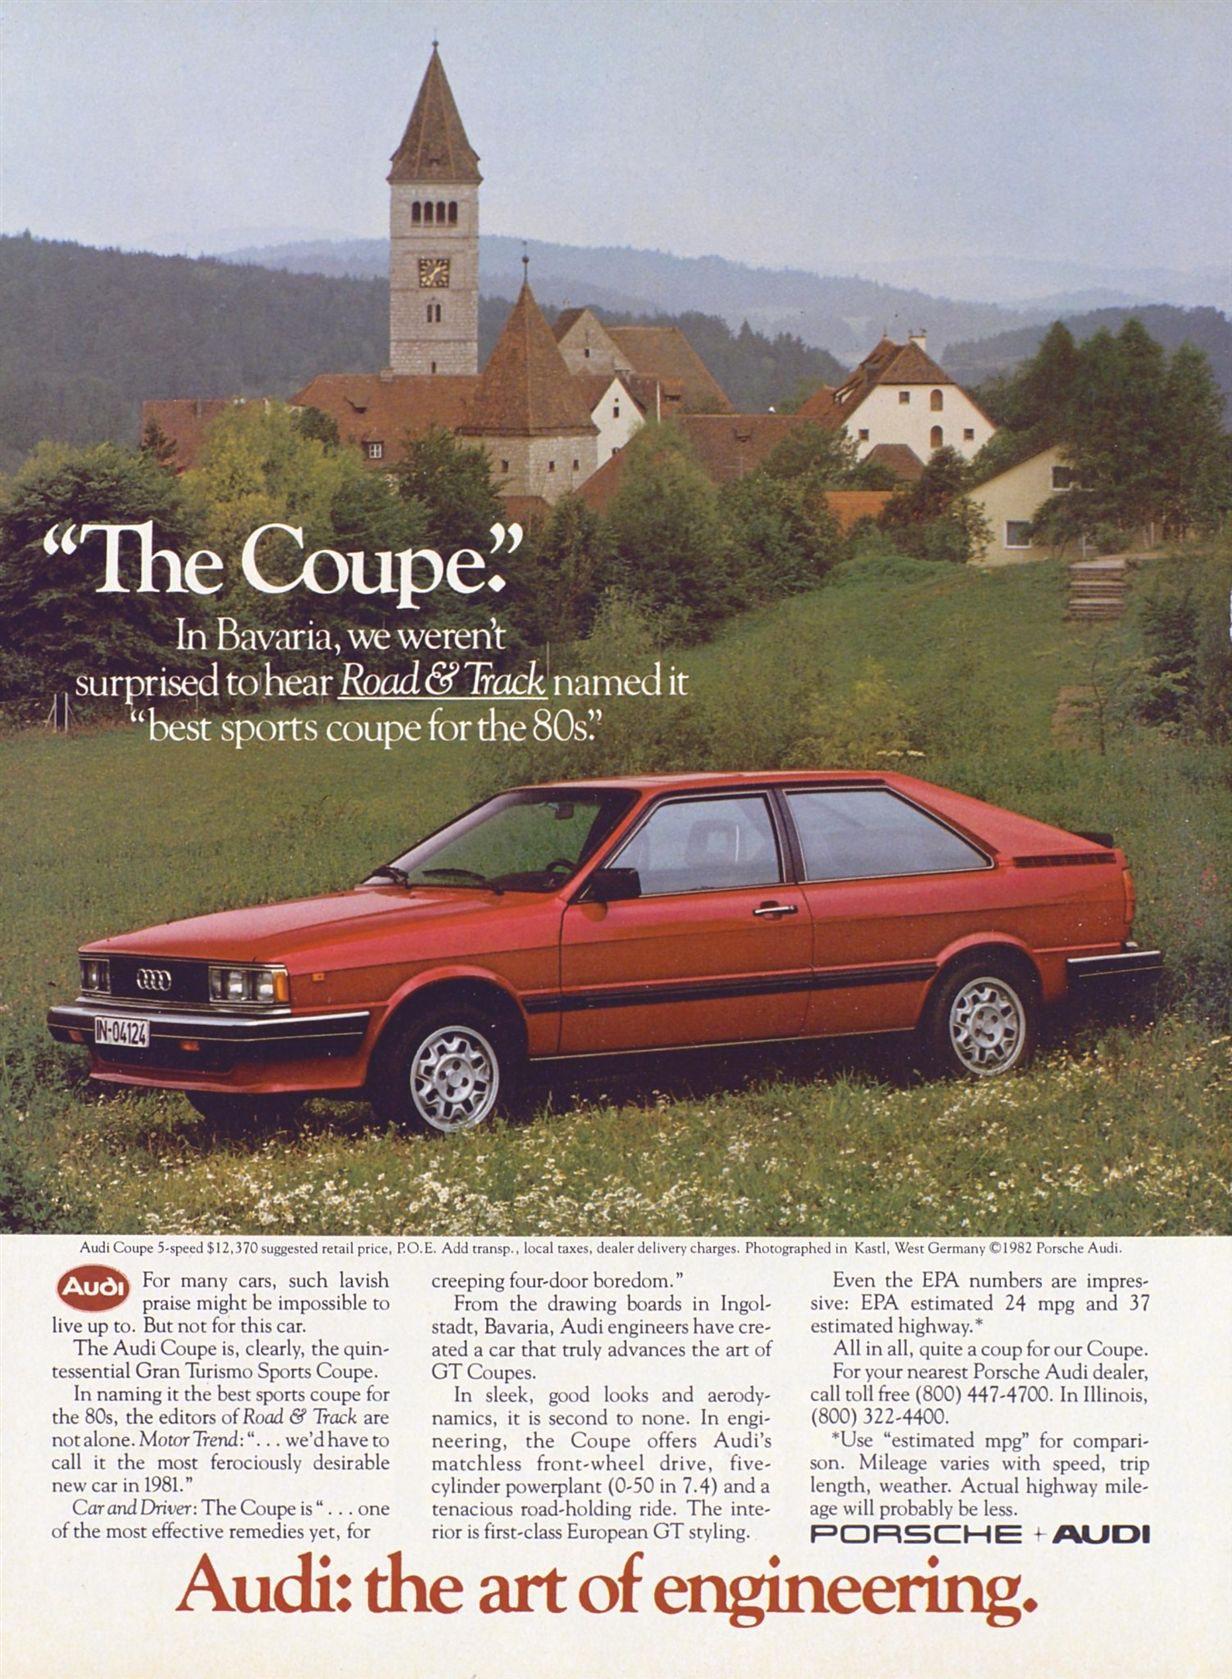 “The Coupe.”
In Bavaria, we weren't
surprised to hear Road & Track named it
“best sports coupe for the 80s.”
IN-04124
Audi Coupe 5-speed $12,370 suggested retail price, P.O.E. Add transp., local taxes, dealer delivery charges. Photographed in Kastl, West Germany ©1982 Porsche Audi.
Audi
For many cars, such lavish
praise might be impossible to
live up to. But not for this car.
The Audi Coupe is, clearly, the quin-
tessential Gran Turismo Sports Coupe.
In naming it the best sports coupe for
the 80s, the editors of Road & Track are
not alone. Motor Trend: “. . . we'd have to
call it the most ferociously desirable
new car in 1981.”
Car and Driver: The Coupe is “. . . one
of the most effective remedies yet, for
creeping four-door boredom.”
From the drawing boards in Ingol-
stadt, Bavaria, Audi engineers have cre-
ated a car that truly advances the art of
GT Coupes.
In sleek, good looks and aerody-
namics, it is second to none. In engi-
neering, the Coupe offers Audi's
matchless front-wheel drive, five-
cylinder powerplant (0-50 in 7.4) and a
tenacious road-holding ride. The inte-
rior is first-class European GT styling.
Even the EPA numbers are impres-
sive: EPA estimated 24 mpg and 37
estimated highway.*
All in all, quite a coup for our Coupe.
For your nearest Porsche Audi dealer,
call toll free (800) 447-4700. In Illinois,
(800) 322-4400.
*Use “estimated mpg” for compari-
son. Mileage varies with speed, trip
length, weather. Actual highway mile-
age will probably be less.
PORSCHE + AUDI
Audi: the art of engineering.